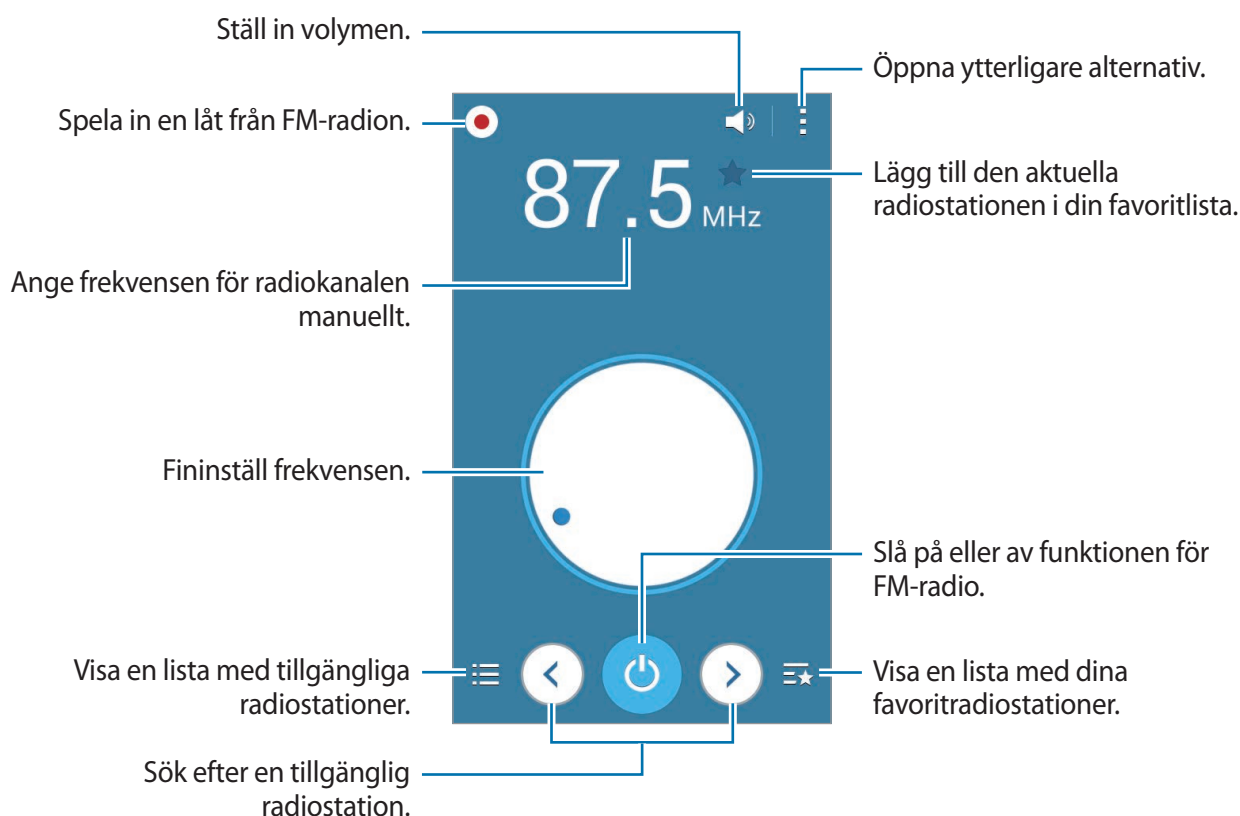 Ställ in volymen.
Öppna ytterligare alternativ.
Spela in en låt från FM-radion.
87.5 MHz
Lägg till den aktuella
radiostationen i din favoritlista.
Ange frekvensen för radiokanalen
manuellt.
Fininställ frekvensen.
Slå på eller av funktionen för
FM-radio.
Visa en lista med tillgängliga
radiostationer.
Visa en lista med dina
favoritradiostationer.
Sök efter en tillgänglig
radiostation.